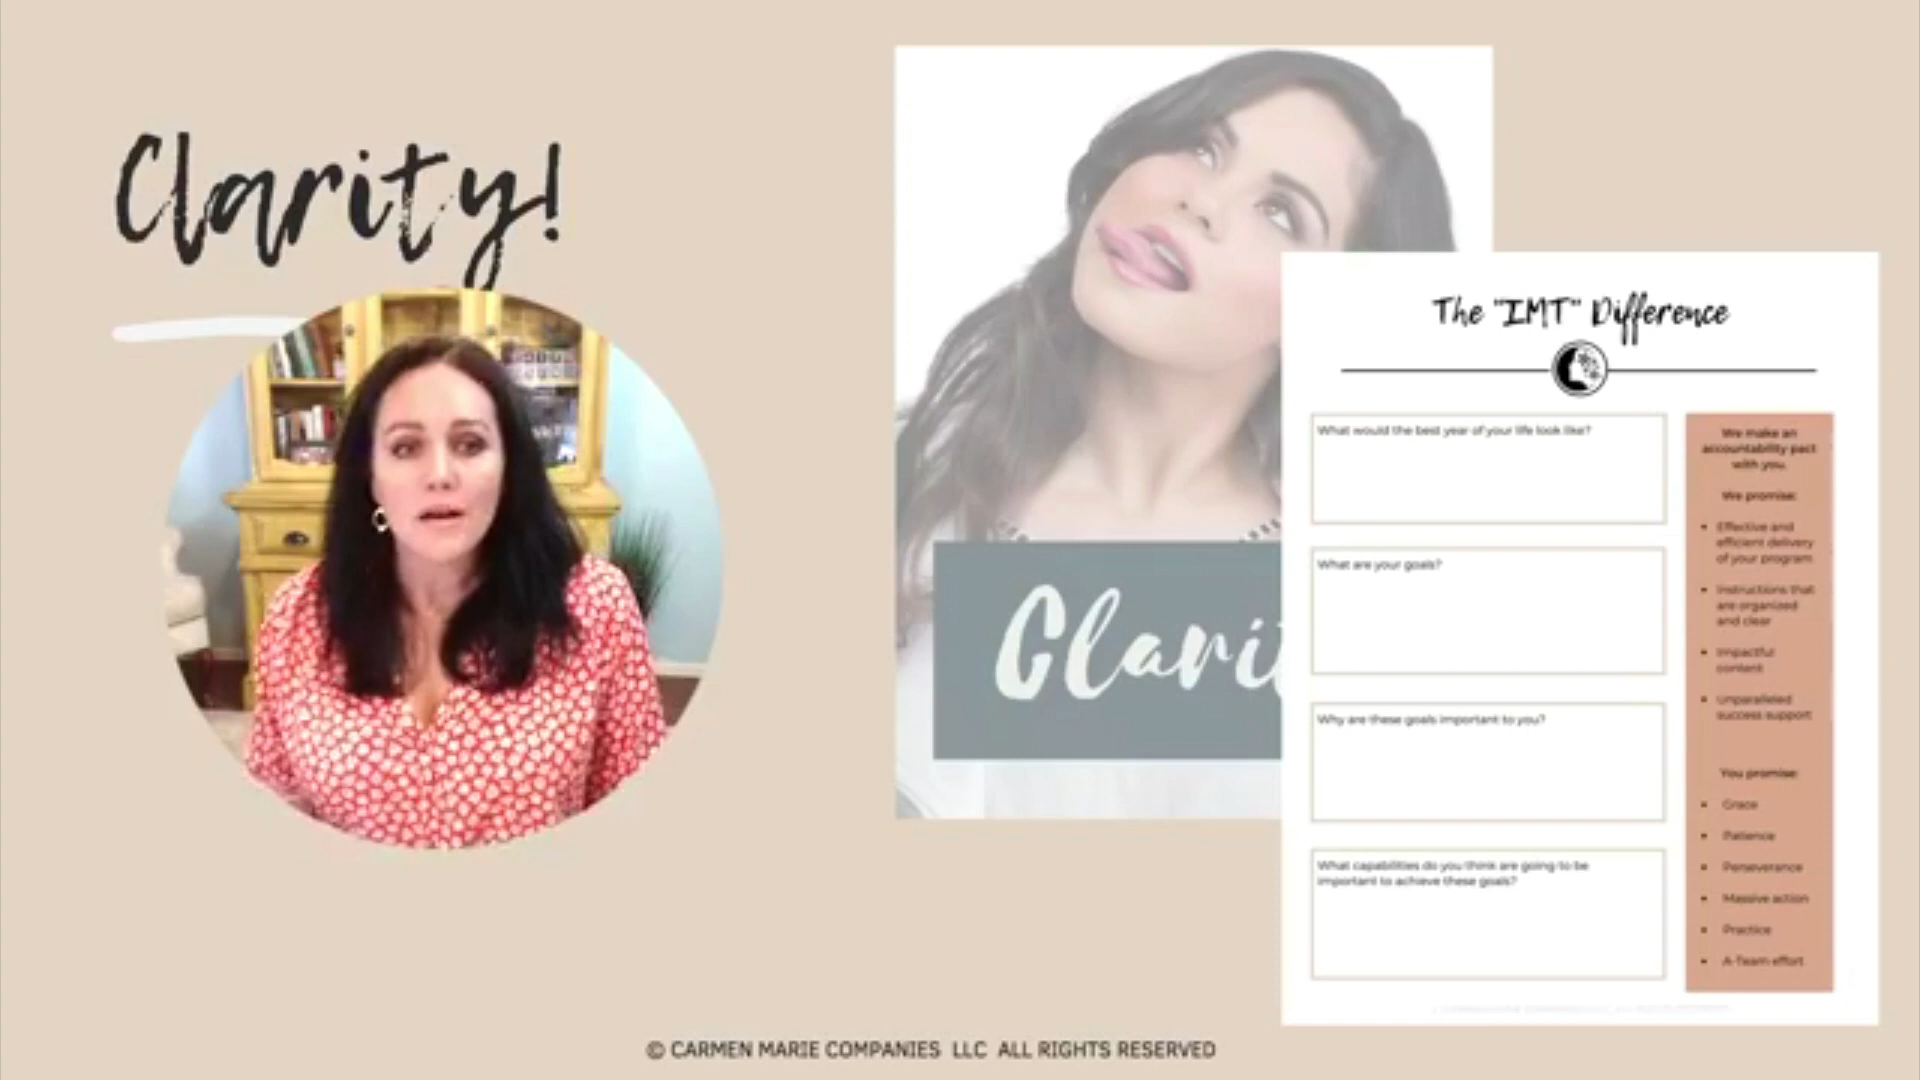 Clarity!
Clari
The "IMT" Difference
What would the best year of your life look like?
What are your goals?
Why are these goals important to you?
What capabilities do you think are going to be
important to achieve these goals?
We make an
accountability pact
with you.
We promise:
• Effective and
efficient delivery
of your program
• Instructions that
are organized
and clear
• Impactful
content
• Unparalleled
success support
You promise:
• Grace
• Patience
• Perseverance
• Massive action
• Practice
• A-Team effort
© CARMEN MARIE COMPANIES LLC ALL RIGHTS RESERVED